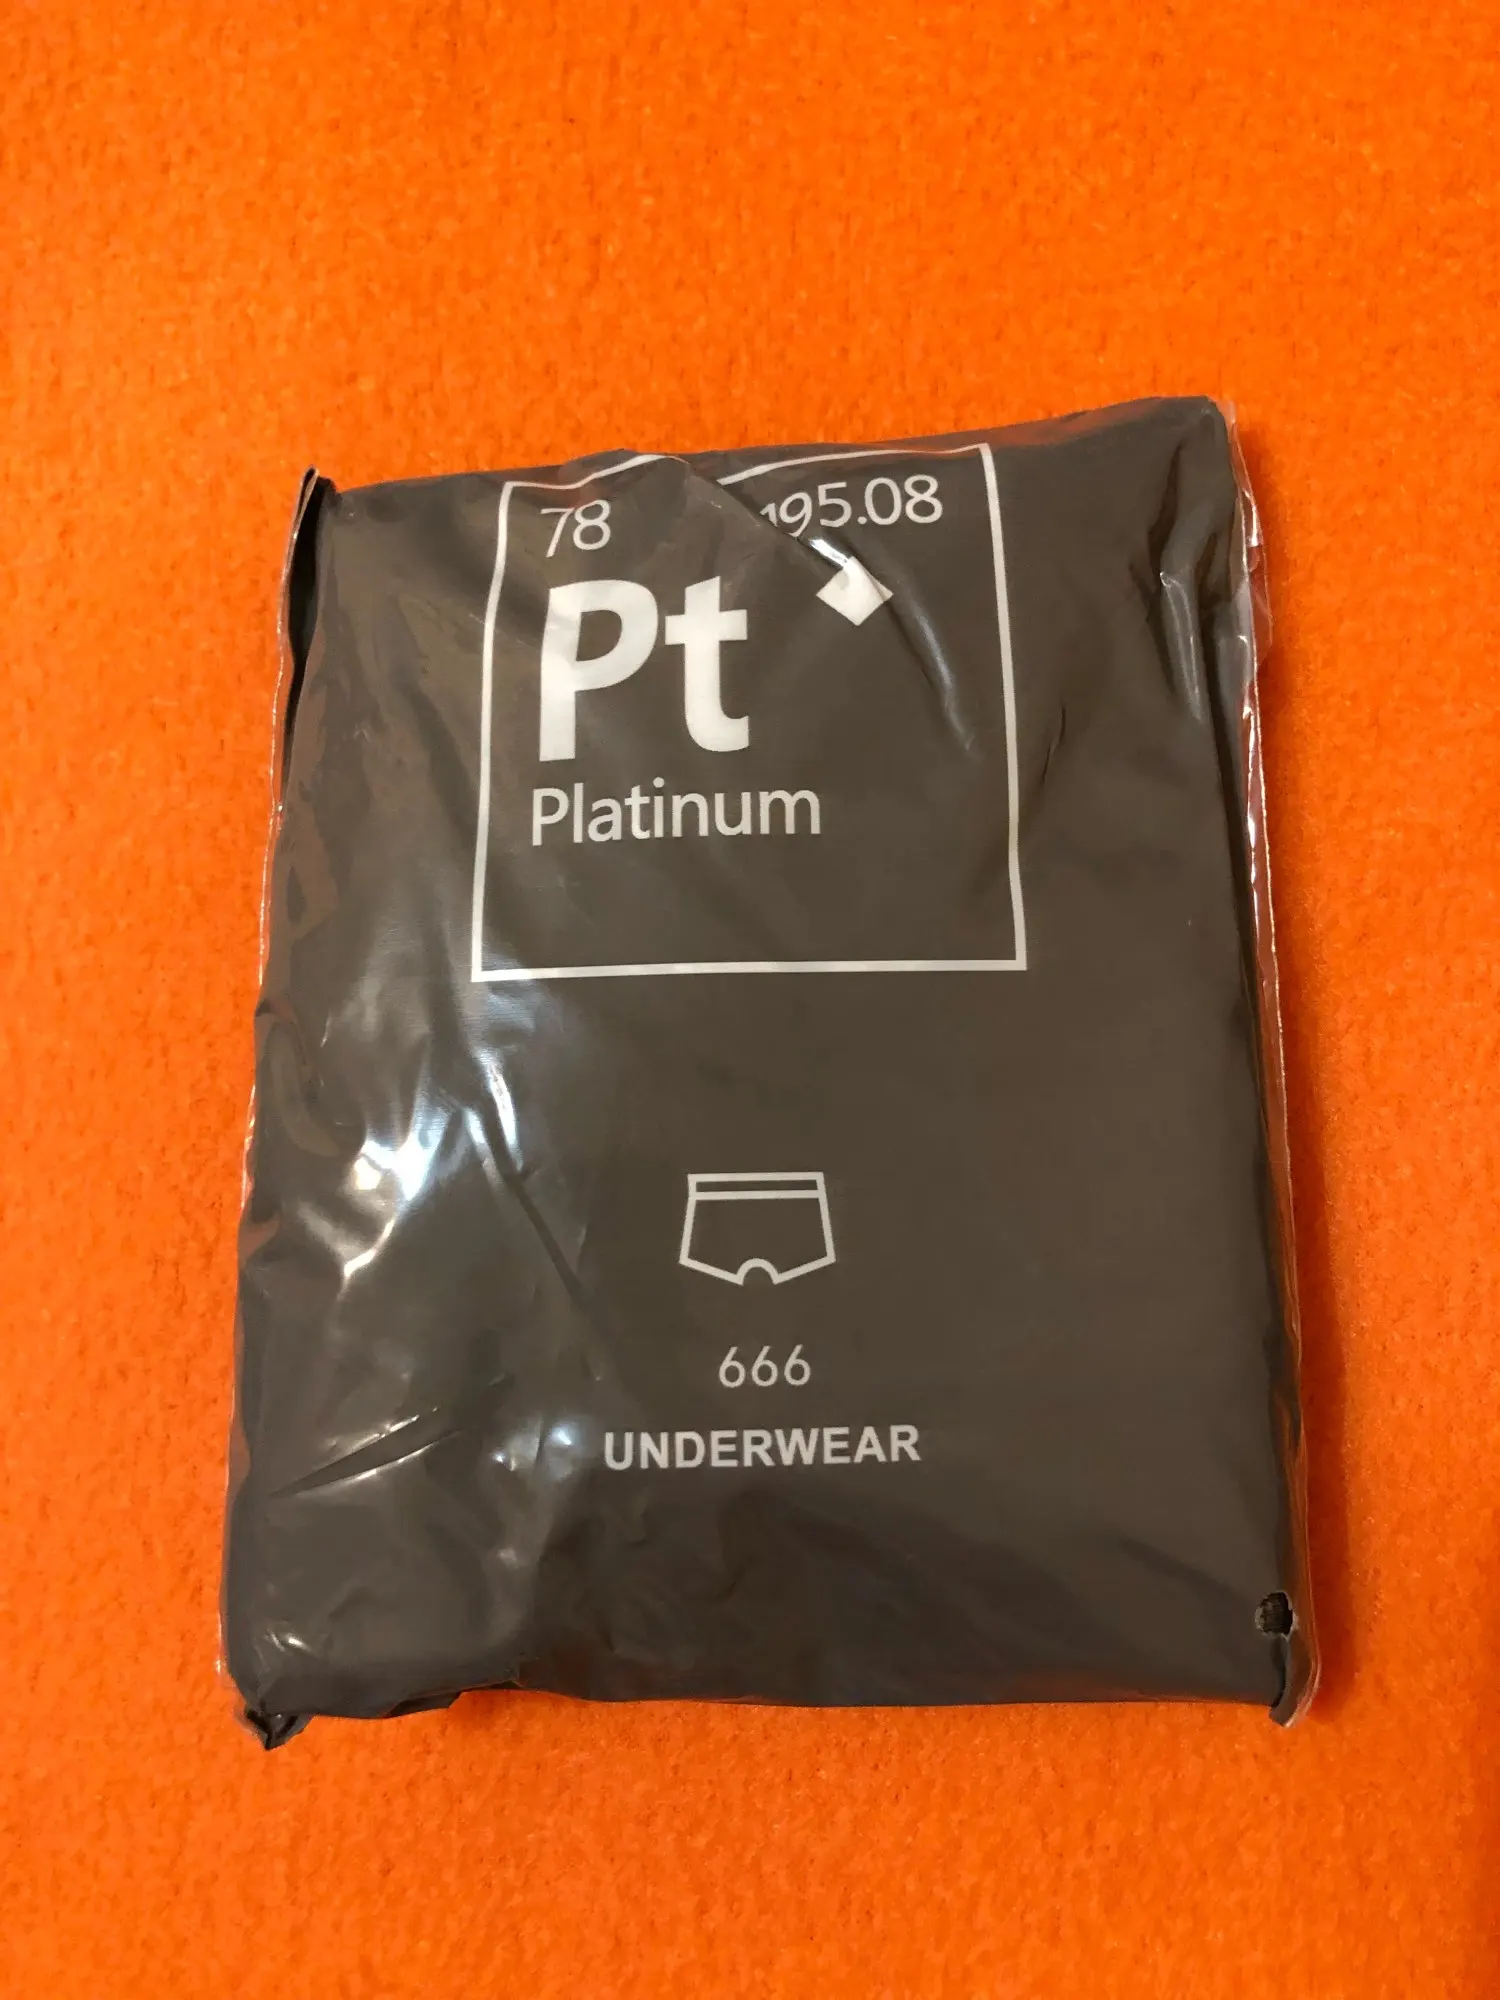 78 195.08
Pt
Platinum
666
UNDERWEAR